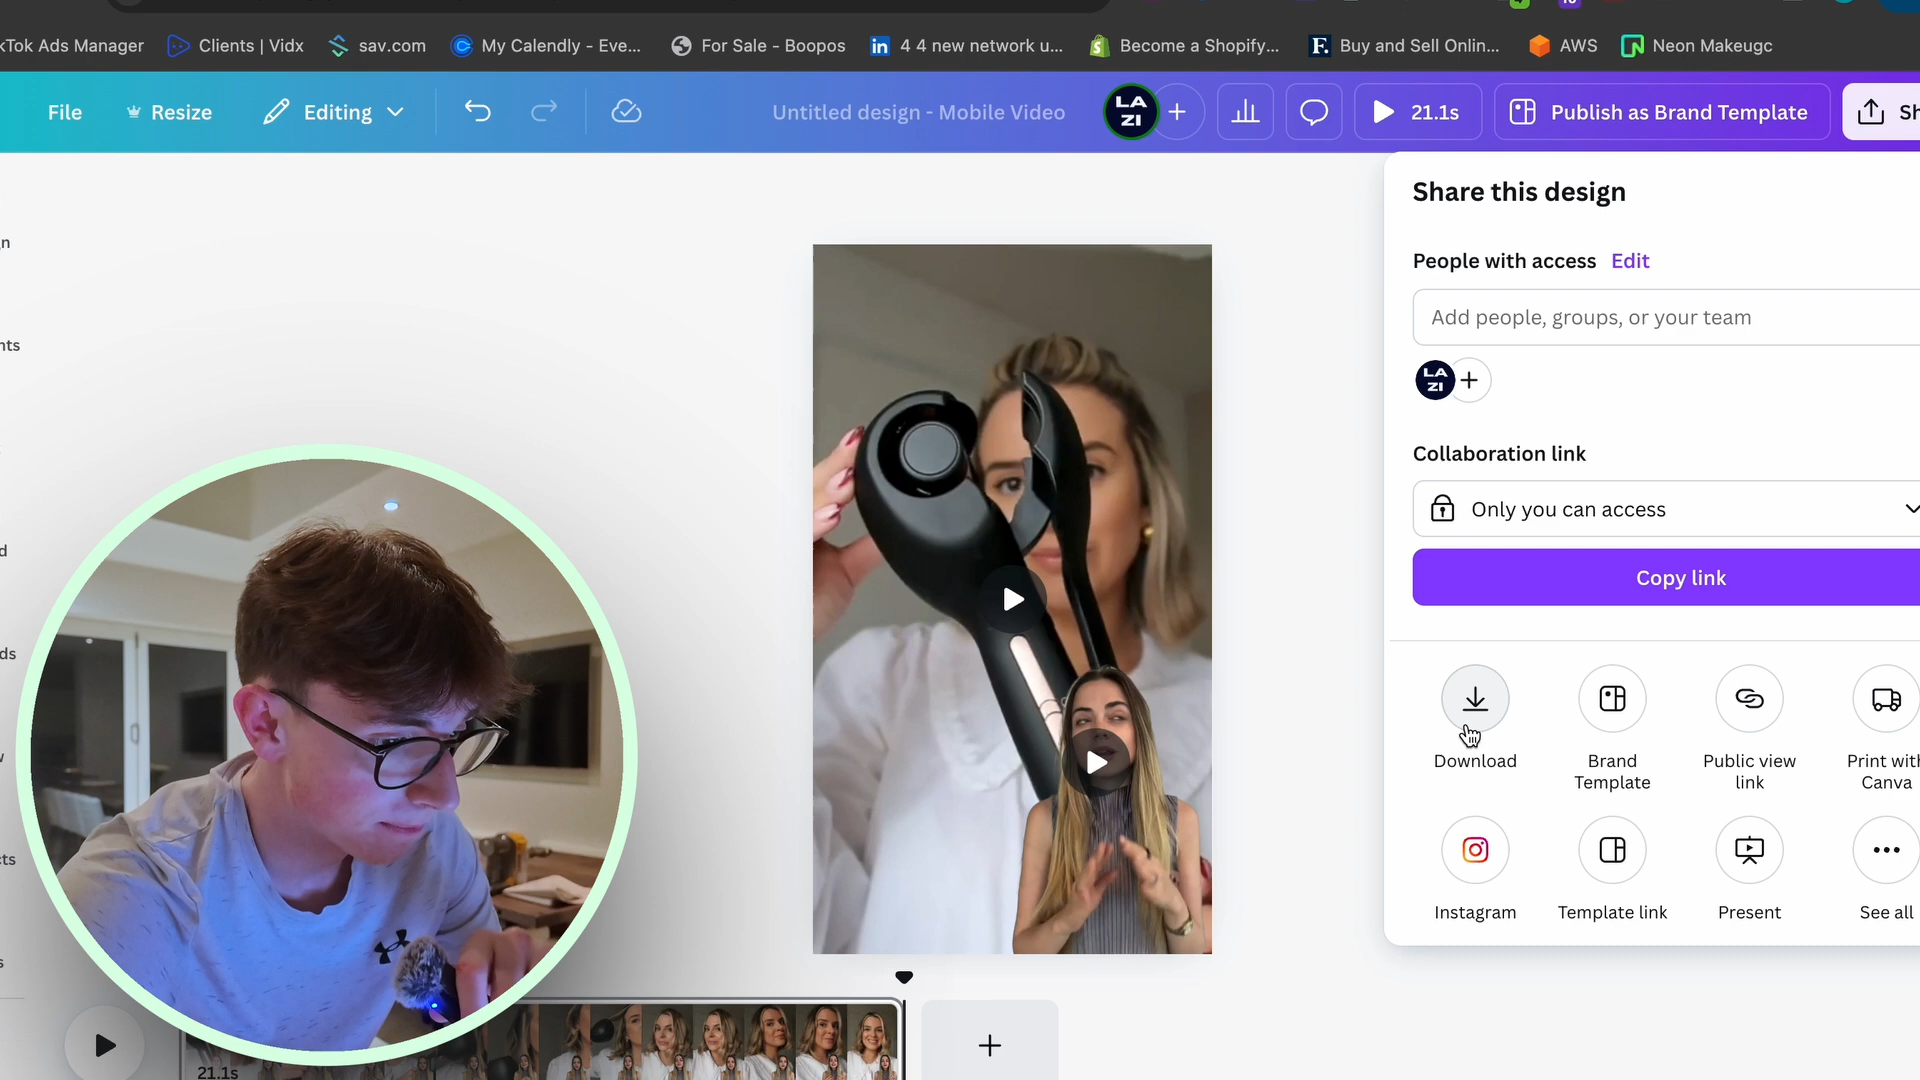 kTok Ads Manager
Clients | Vidx
sav.com
My Calendly - Eve...
For Sale - Boopos
4 4 new network u...
Become a Shopify...
Buy and Sell Onlin...
AWS
Neon Makeugc
File
Resize
Editing
Untitled design - Mobile Video
LA
ZI
21.1s
Publish as Brand Template
Sh
Share this design
People with access Edit
Add people, groups, or your team
LA
ZI
Collaboration link
Only you can access
Copy link
Download
Brand
Template
Public view
link
Print with
Canva
Instagram
Template link
Present
See all
21.1s